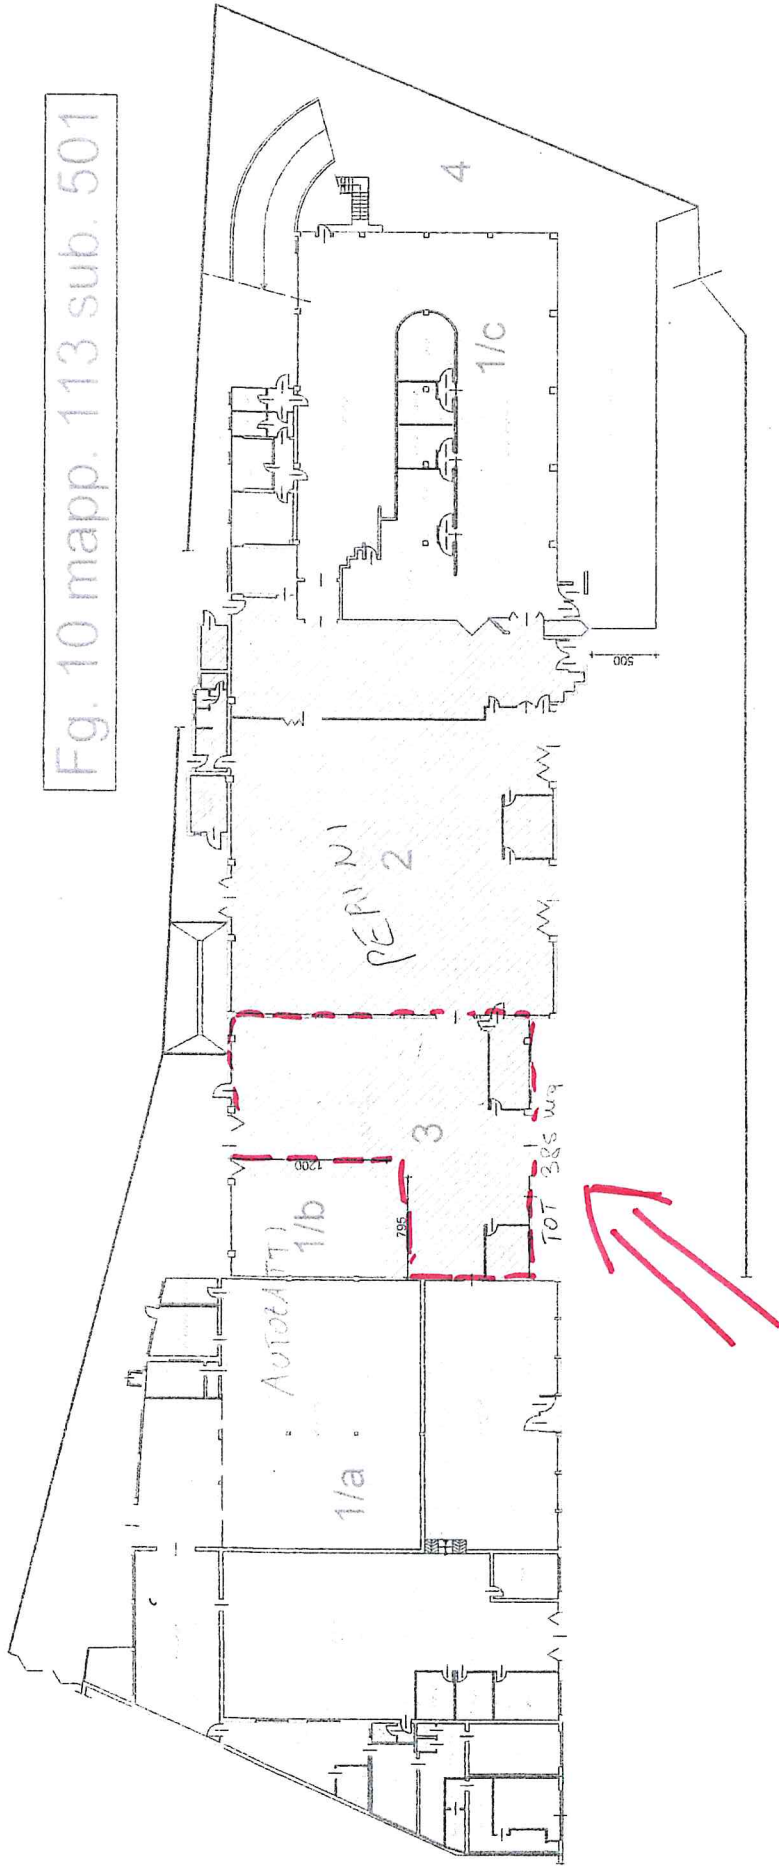 Fg. 10 mapp. 113 sub. 501
4
1/c
500
PERINI
2
3
TOT 385 mq
1200
795
1/b
AUTOCATTI
1/a